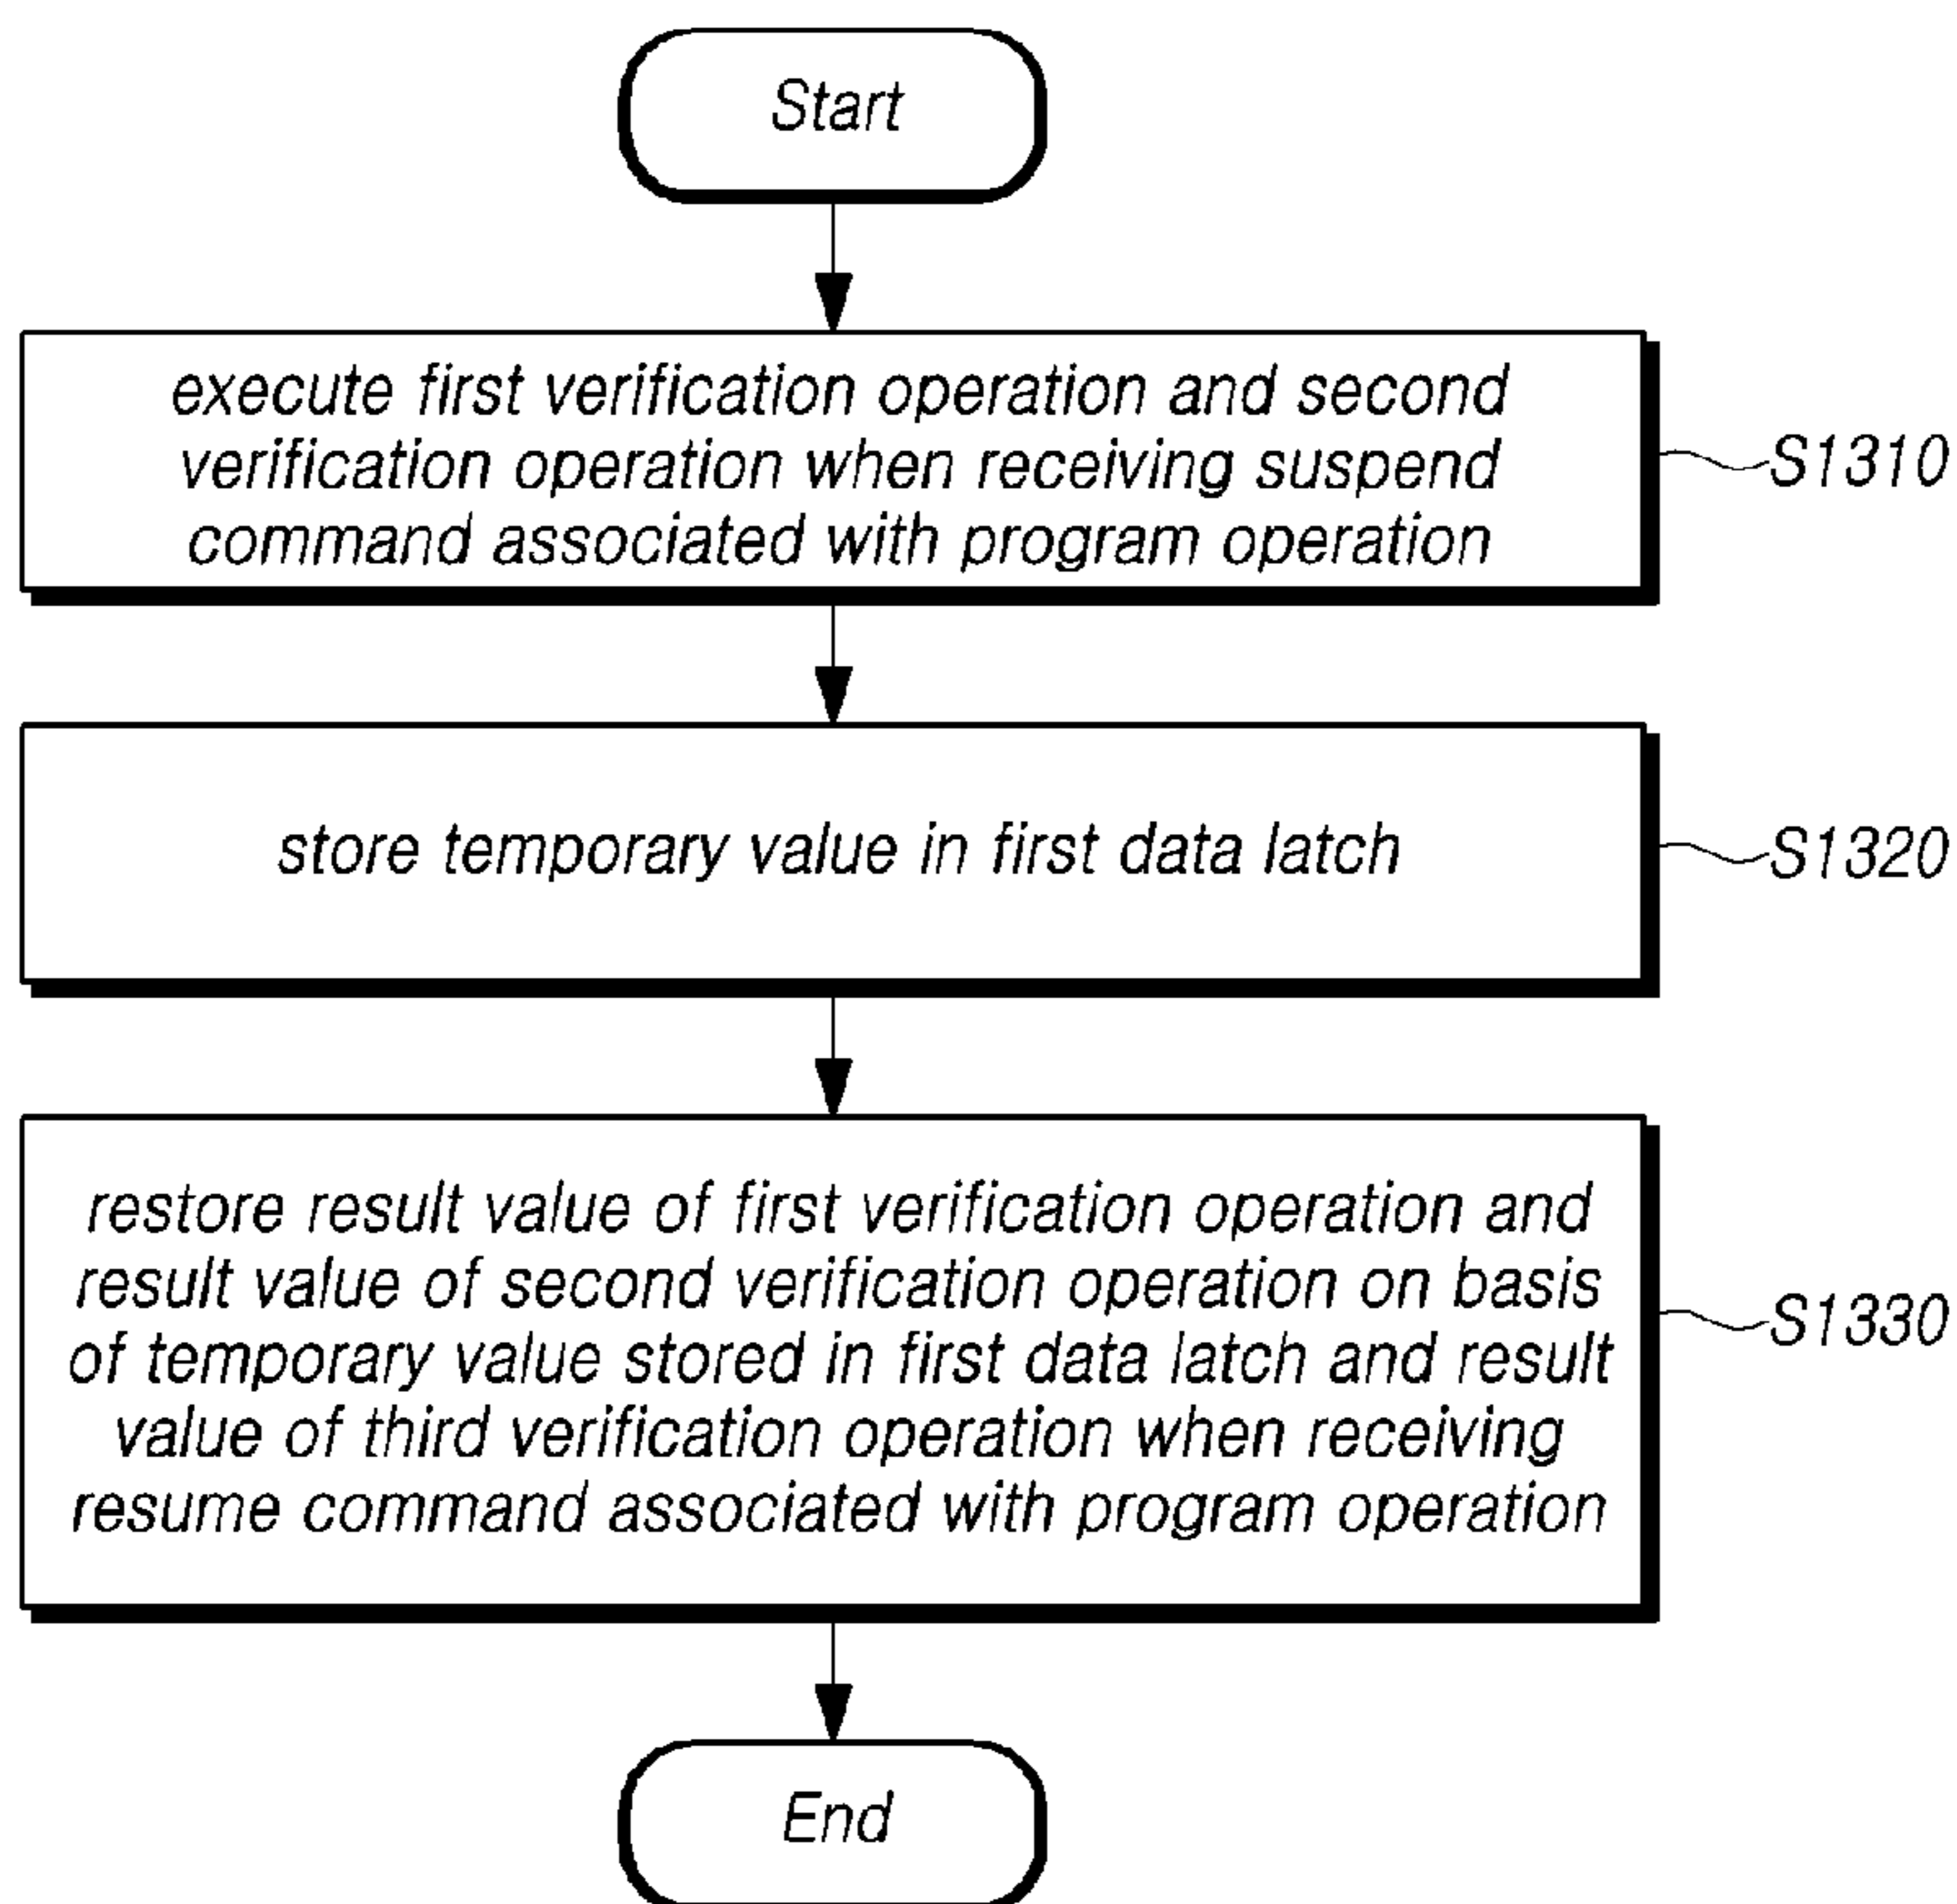 Start
execute first verification operation and second
verification operation when receiving suspend
command associated with program operation
S1310
store temporary value in first data latch
S1320
restore result value of first verification operation and
result value of second verification operation on basis
of temporary value stored in first data latch and result
value of third verification operation when receiving
resume command associated with program operation
S1330
End